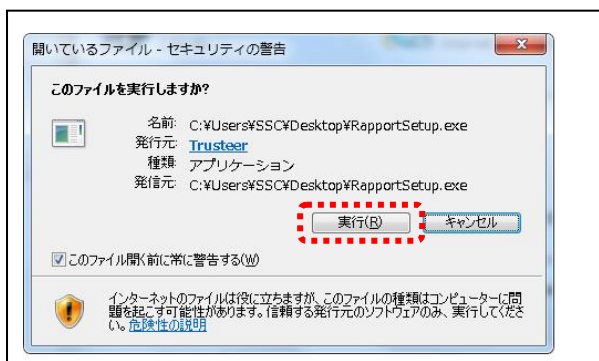 開いているファイル - セキュリティの警告
このファイルを実行しますか?
名前: C:¥Users¥SSC¥Desktop¥RapportSetup.exe
発行元: Trusteer
種類: アプリケーション
発信元: C:¥Users¥SSC¥Desktop¥RapportSetup.exe
実行(R) キャンセル
このファイル開く前に常に警告する(W)
インターネットのファイルは役に立ちますが、このファイルの種類はコンピューターに問
題を起こす可能性があります。信頼する発行元のソフトウェアのみ、実行してくださ
い。危険性の説明